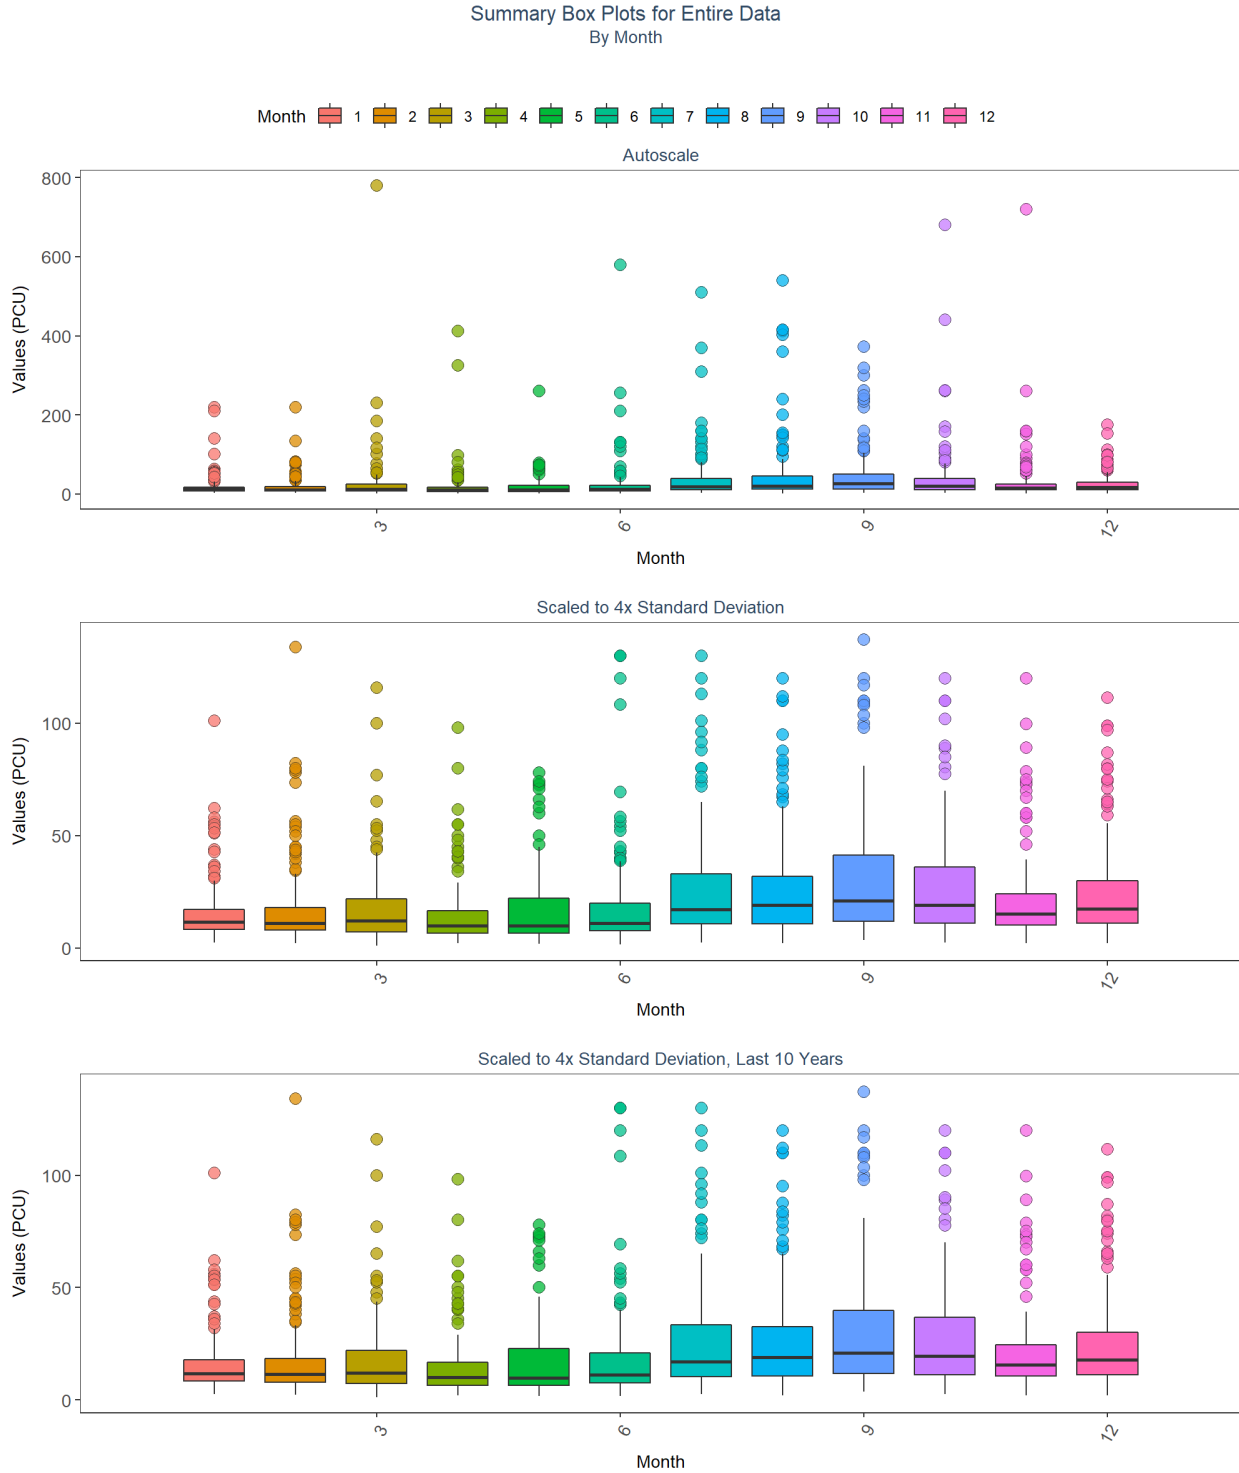 Summary Box Plots for Entire Data
By Month
Month 1 2 3 4 5 6 7 8 9 10 11 12
Autoscale
Values (PCU)
800
600
400
200
0
3 6 9 12
Month
Scaled to 4x Standard Deviation
Values (PCU)
100
50
0
3 6 9 12
Month
Scaled to 4x Standard Deviation, Last 10 Years
Values (PCU)
100
50
0
3 6 9 12
Month